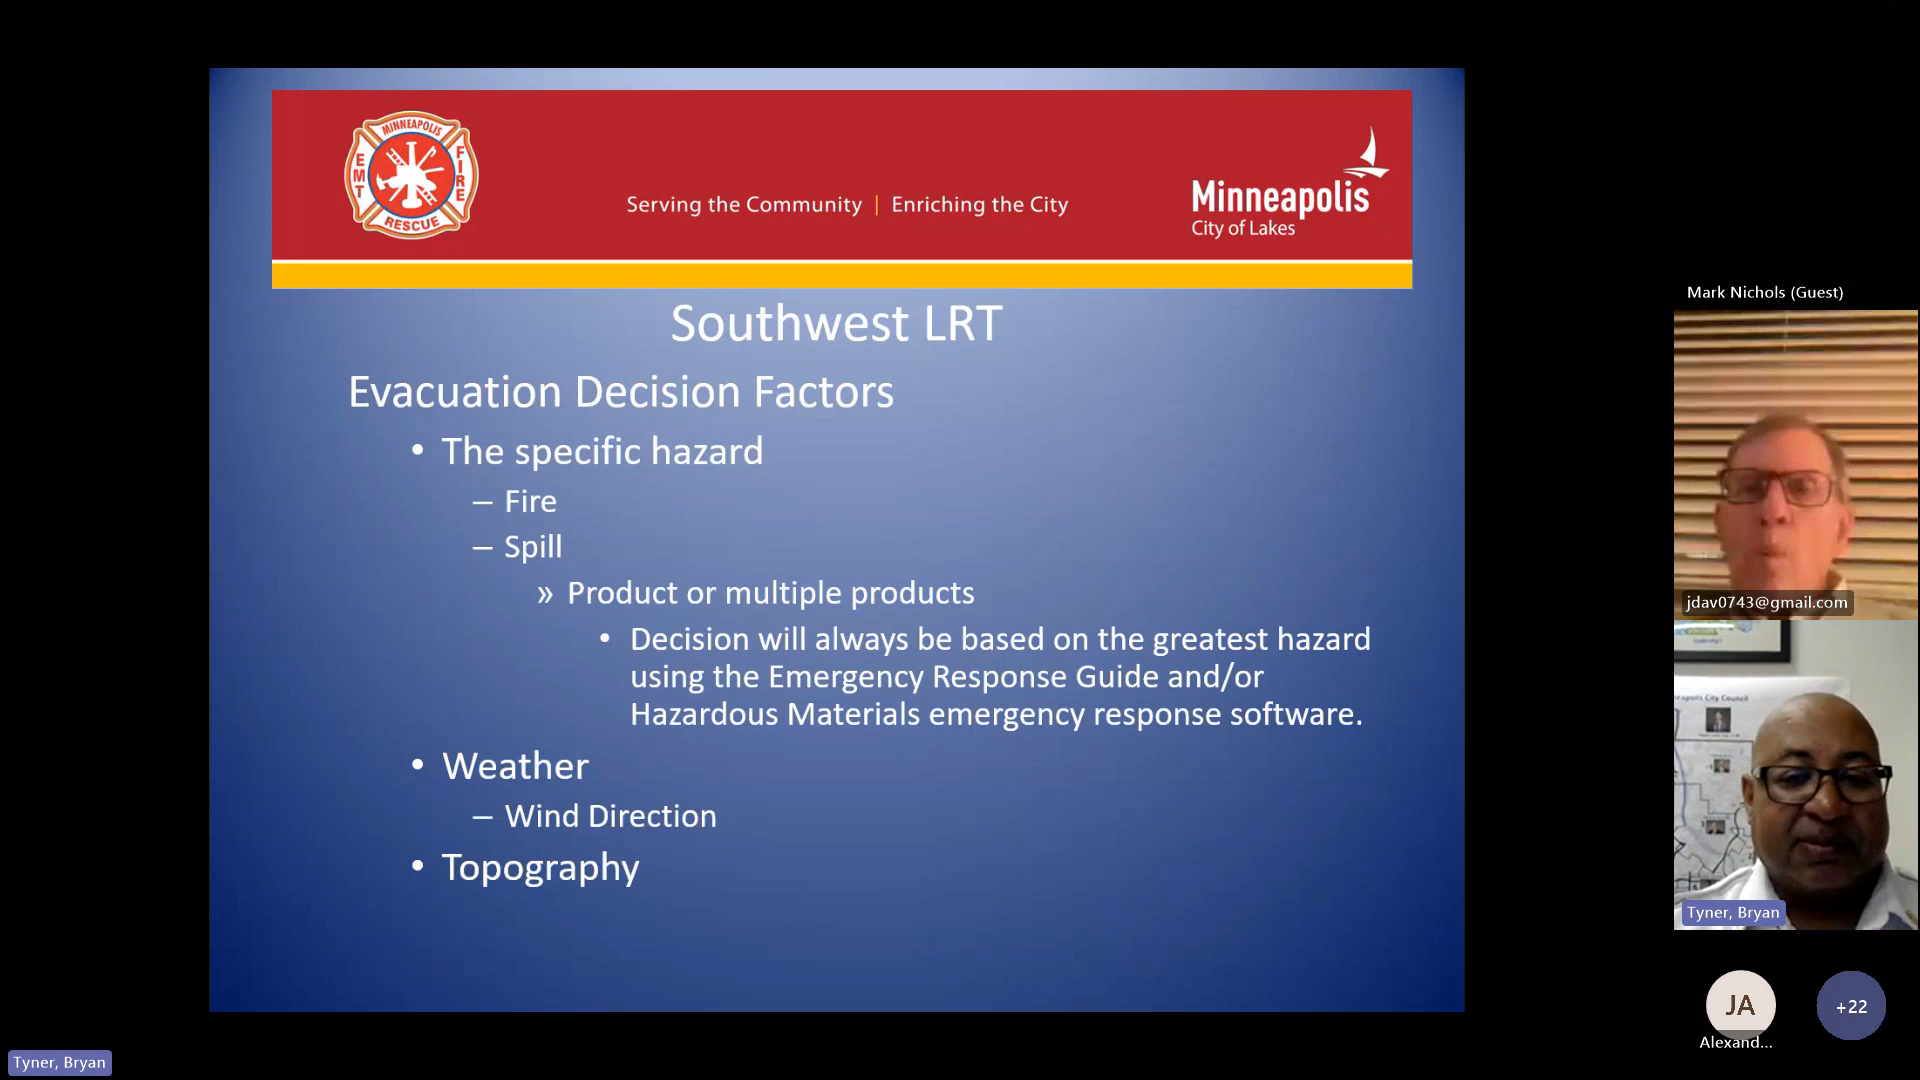 MINNEAPOLIS
EMT
FIRE
RESCUE
Serving the Community | Enriching the City
Minneapolis
City of Lakes
Southwest LRT
Evacuation Decision Factors
• The specific hazard
– Fire
– Spill
» Product or multiple products
• Decision will always be based on the greatest hazard
using the Emergency Response Guide and/or
Hazardous Materials emergency response software.
• Weather
– Wind Direction
• Topography
Mark Nichols (Guest)
jdav0743@gmail.com
Minneapolis City Council
Tyner, Bryan
JA
Alexand...
+22
Tyner, Bryan